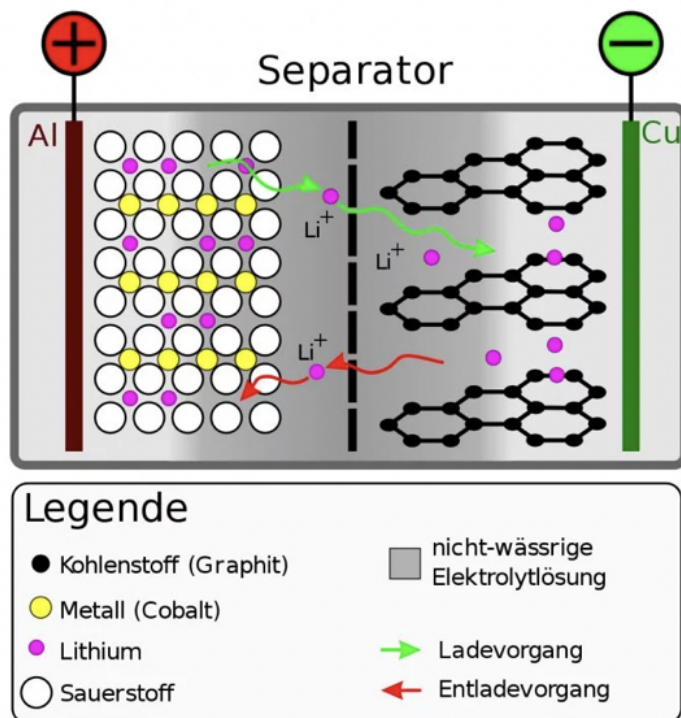 +
−
Separator
Al
Cu
Li+
Li+
Li+
Legende
Kohlenstoff (Graphit)
Metall (Cobalt)
Lithium
Sauerstoff
nicht-wässrige
Elektrolytlösung
Ladevorgang
Entladevorgang